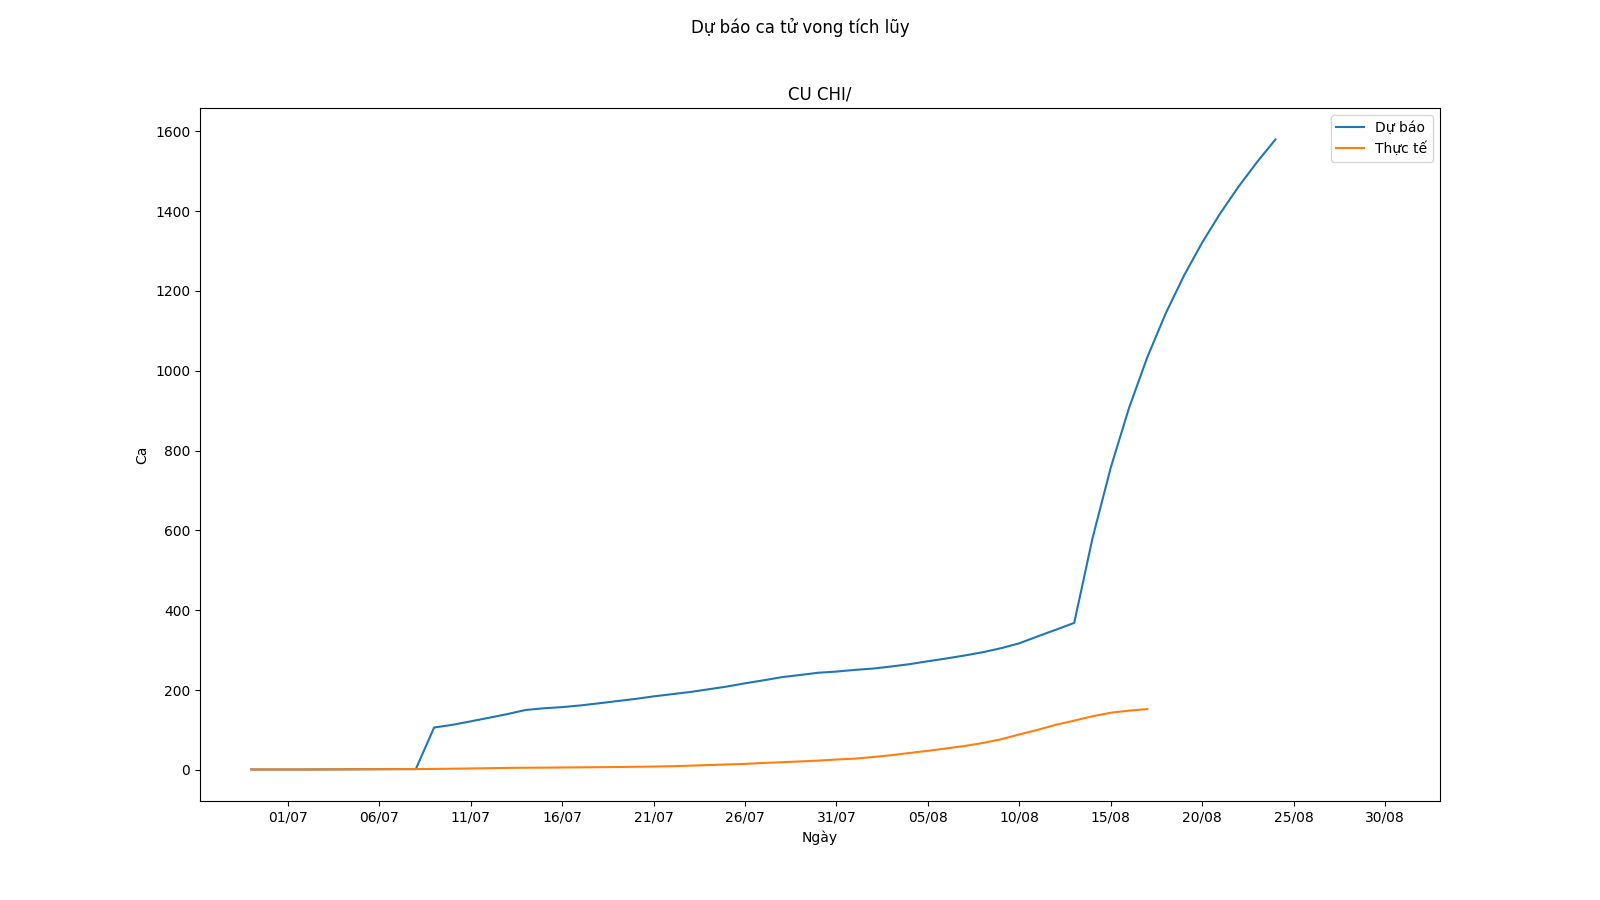 Dự báo ca tử vong tích lũy
CU CHI/
Dự báo
Thực tế
1600
1400
1200
1000
800
600
400
200
0
Ca
01/07 06/07 11/07 16/07 21/07 26/07 31/07 05/08 10/08 15/08 20/08 25/08 30/08
Ngày